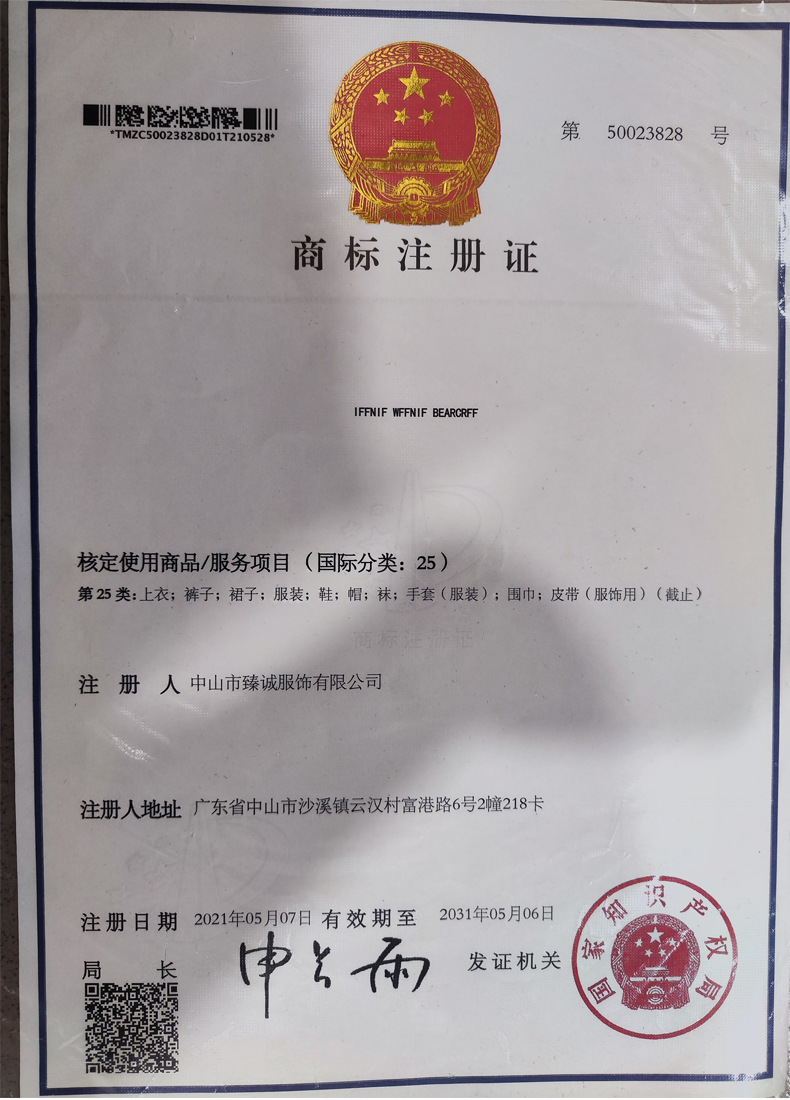 *TMZC50023828D01T210528*
第 50023828 号
商标注册证
IFFNIF WFFNIF BEARCRFF
核定使用商品/服务项目（国际分类：25）
第25类：上衣；裤子；裙子；服装；鞋；帽；袜；手套（服装）；围巾；皮带（服饰用）（截止）
商标注册证
注册人 中山市臻诚服饰有限公司
注册人地址 广东省中山市沙溪镇云汉村富港路6号2幢218卡
注册日期 2021年05月07日 有效期至 2031年05月06日
局长 申长雨 发证机关
国家知识产权局